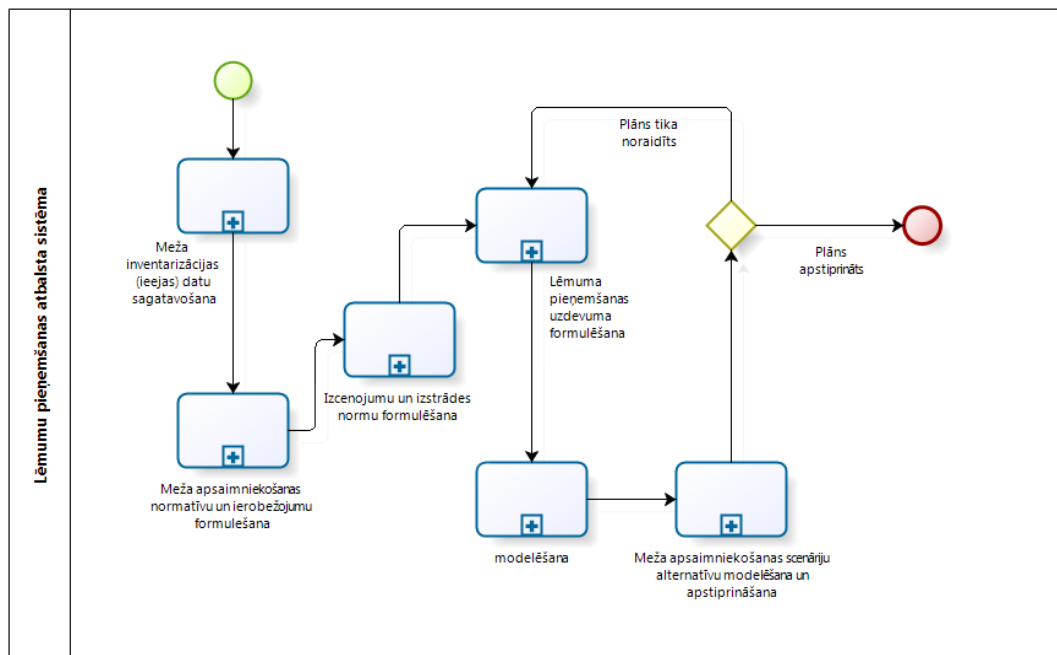 Lēmumu pieņemšanas atbalsta sistēma
Meža
inventarizācijas
(ieejas) datu
sagatavošana
Meža apsaimniekošanas
normatīvu un ierobežojumu
formulešana
Izcenojumu un izstrādes
normu formulēšana
Plāns tika
noraidīts
Lēmuma
pieņemšanas
uzdevuma
formulēšana
modelēšana
Meža apsaimniekošanas scenāriju
alternatīvu modelēšana un
apstiprināšana
Plāns
apstiprināts